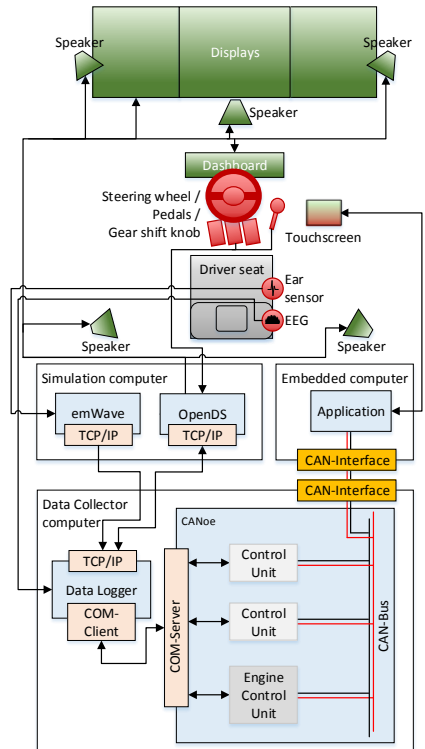 Speaker
Speaker
Displays
Speaker
Dashboard
Steering wheel /
Pedals /
Gear shift knob
Touchscreen
Driver seat
Ear
sensor
EEG
Speaker
Speaker
Simulation computer
Embedded computer
emWave
OpenDS
Application
TCP/IP
TCP/IP
CAN-Interface
CAN-Interface
Data Collector
computer
CANoe
TCP/IP
Data Logger
COM-
Client
COM-Server
Control
Unit
Control
Unit
Engine
Control
Unit
CAN-Bus